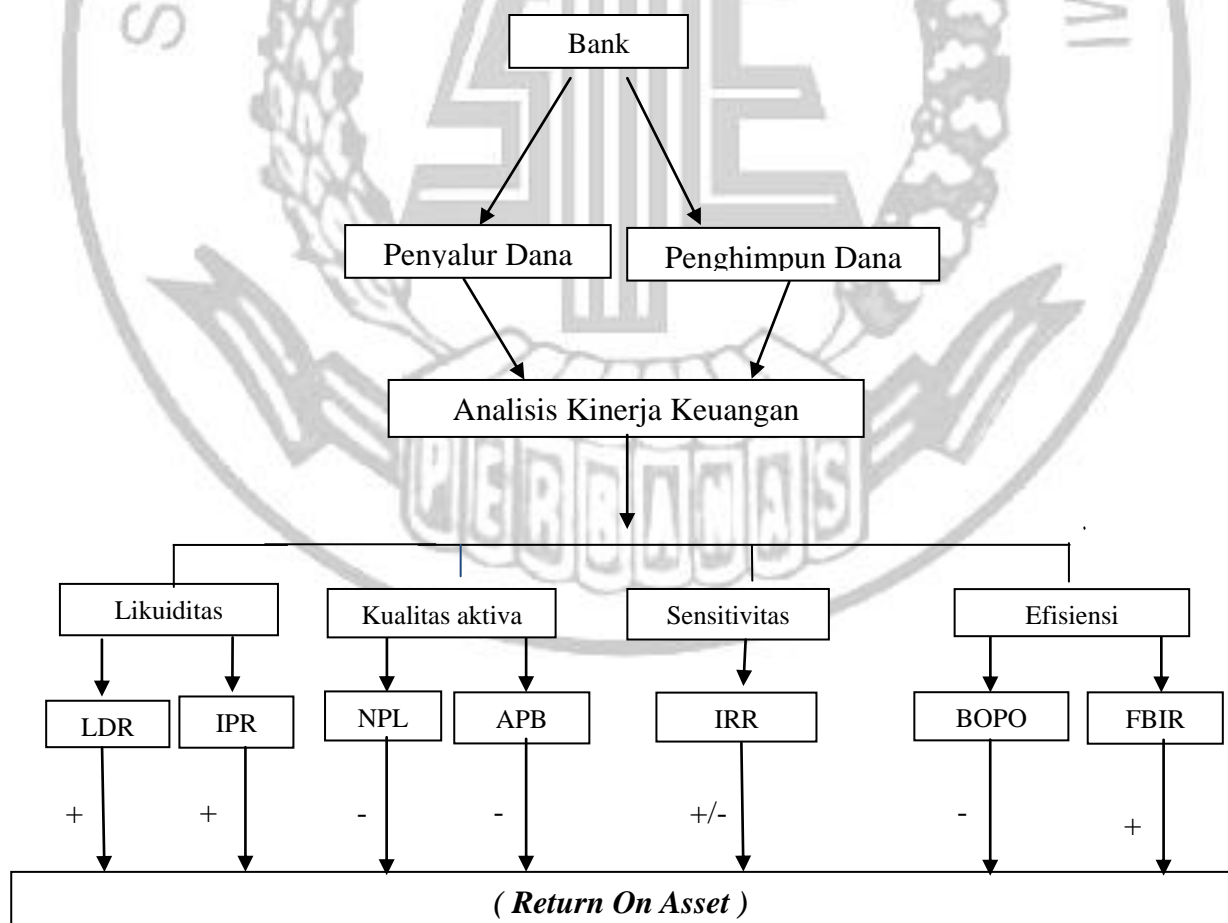 Bank
Penyalur Dana
Penghimpun Dana
Analisis Kinerja Keuangan
PERBANAS
Likuiditas
Kualitas aktiva
Sensitivitas
Efisiensi
LDR
IPR
NPL
APB
IRR
BOPO
FBIR
+
+
-
-
+/-
-
+
( Return On Asset )